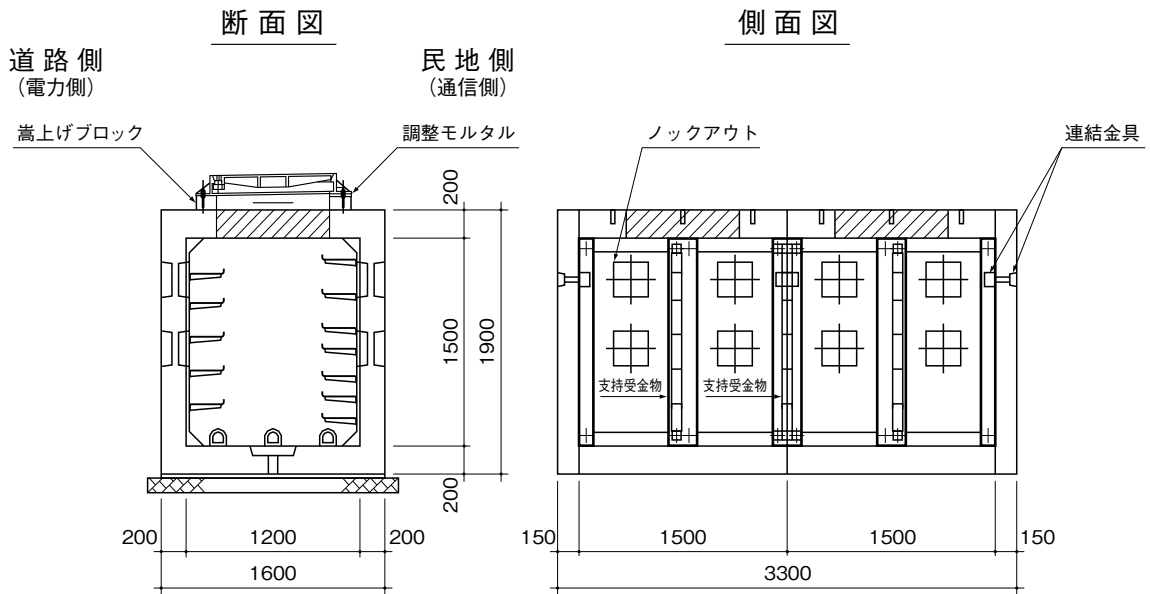 断面図
側面図
道路側
(電力側)
民地側
(通信側)
嵩上げブロック
調整モルタル
ノックアウト
連結金具
200
1500
1900
200
支持受金物
支持受金物
200
1200
200
1600
150
1500
1500
150
3300